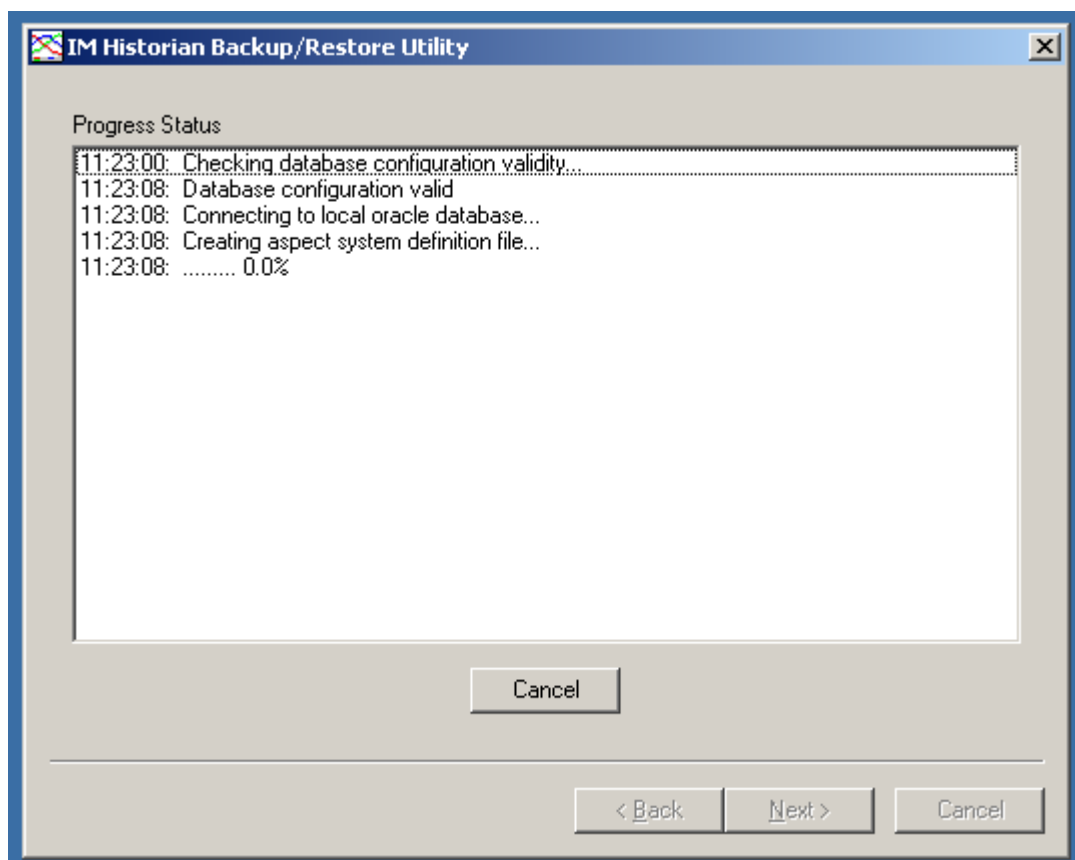 IM Historian Backup/Restore Utility
Progress Status
11:23:00: Checking database configuration validity...
11:23:08: Database configuration valid
11:23:08: Connecting to local oracle database...
11:23:08: Creating aspect system definition file...
11:23:08: ......... 0.0%
Cancel
< Back Next > Cancel